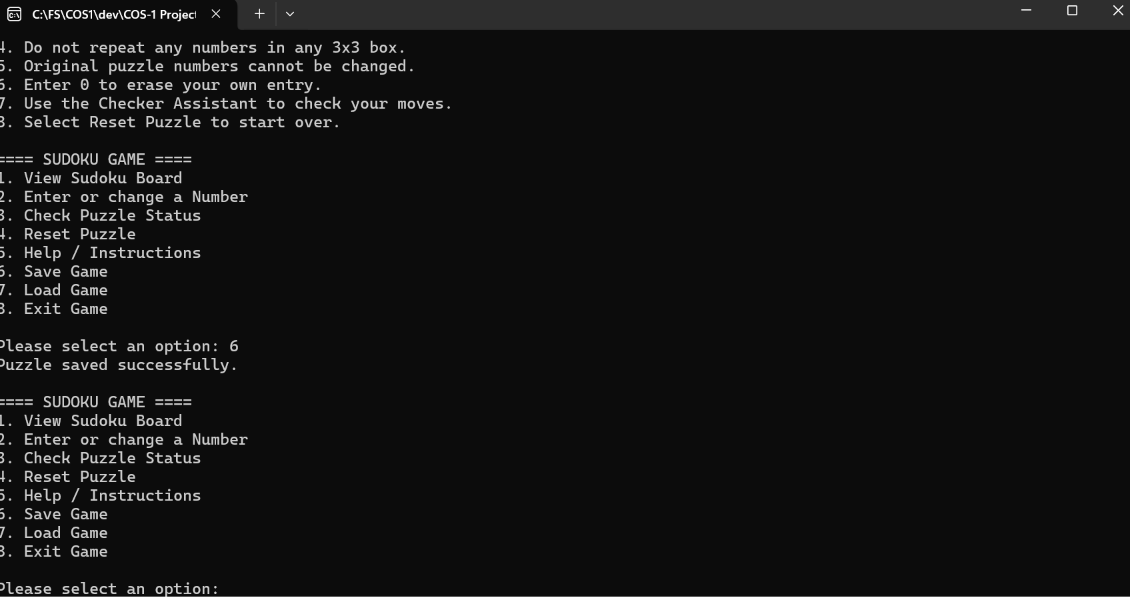 C:\FS\COS1\dev\COS-1 Project
4. Do not repeat any numbers in any 3x3 box.
5. Original puzzle numbers cannot be changed.
6. Enter 0 to erase your own entry.
7. Use the Checker Assistant to check your moves.
8. Select Reset Puzzle to start over.
==== SUDOKU GAME ====
1. View Sudoku Board
2. Enter or change a Number
3. Check Puzzle Status
4. Reset Puzzle
5. Help / Instructions
6. Save Game
7. Load Game
8. Exit Game
Please select an option: 6
Puzzle saved successfully.
==== SUDOKU GAME ====
1. View Sudoku Board
2. Enter or change a Number
3. Check Puzzle Status
4. Reset Puzzle
5. Help / Instructions
6. Save Game
7. Load Game
8. Exit Game
Please select an option: